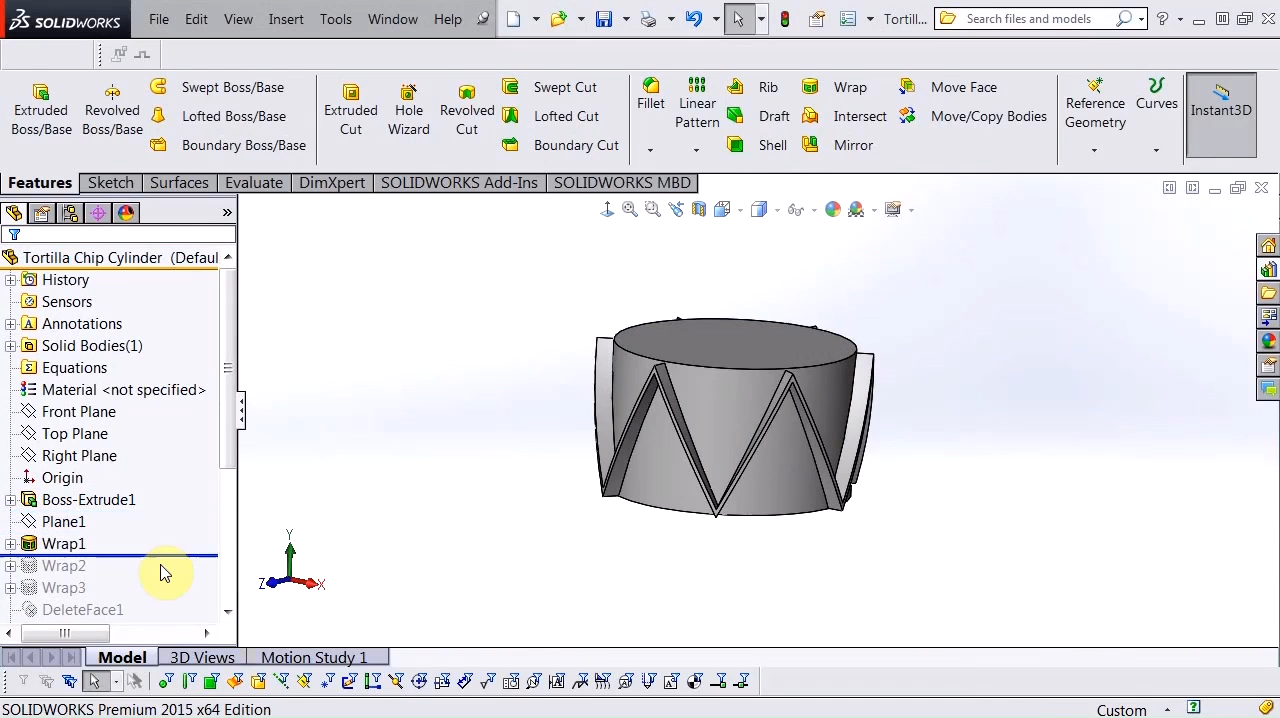 SOLIDWORKS File Edit View Insert Tools Window Help Tortill... Search files and models
Extruded Boss/Base
Revolved Boss/Base
Swept Boss/Base
Lofted Boss/Base
Boundary Boss/Base
Extruded Cut
Hole Wizard
Revolved Cut
Swept Cut
Lofted Cut
Boundary Cut
Fillet
Linear Pattern
Rib
Draft
Shell
Wrap
Intersect
Mirror
Move Face
Move/Copy Bodies
Reference Geometry
Curves
Instant3D
Features Sketch Surfaces Evaluate DimXpert SOLIDWORKS Add-Ins SOLIDWORKS MBD
Tortilla Chip Cylinder (Defaul
History
Sensors
Annotations
Solid Bodies(1)
Equations
Material <not specified>
Front Plane
Top Plane
Right Plane
Origin
Boss-Extrude1
Plane1
Wrap1
Wrap2
Wrap3
DeleteFace1
Y
Z X
Model 3D Views Motion Study 1
SOLIDWORKS Premium 2015 x64 Edition Custom